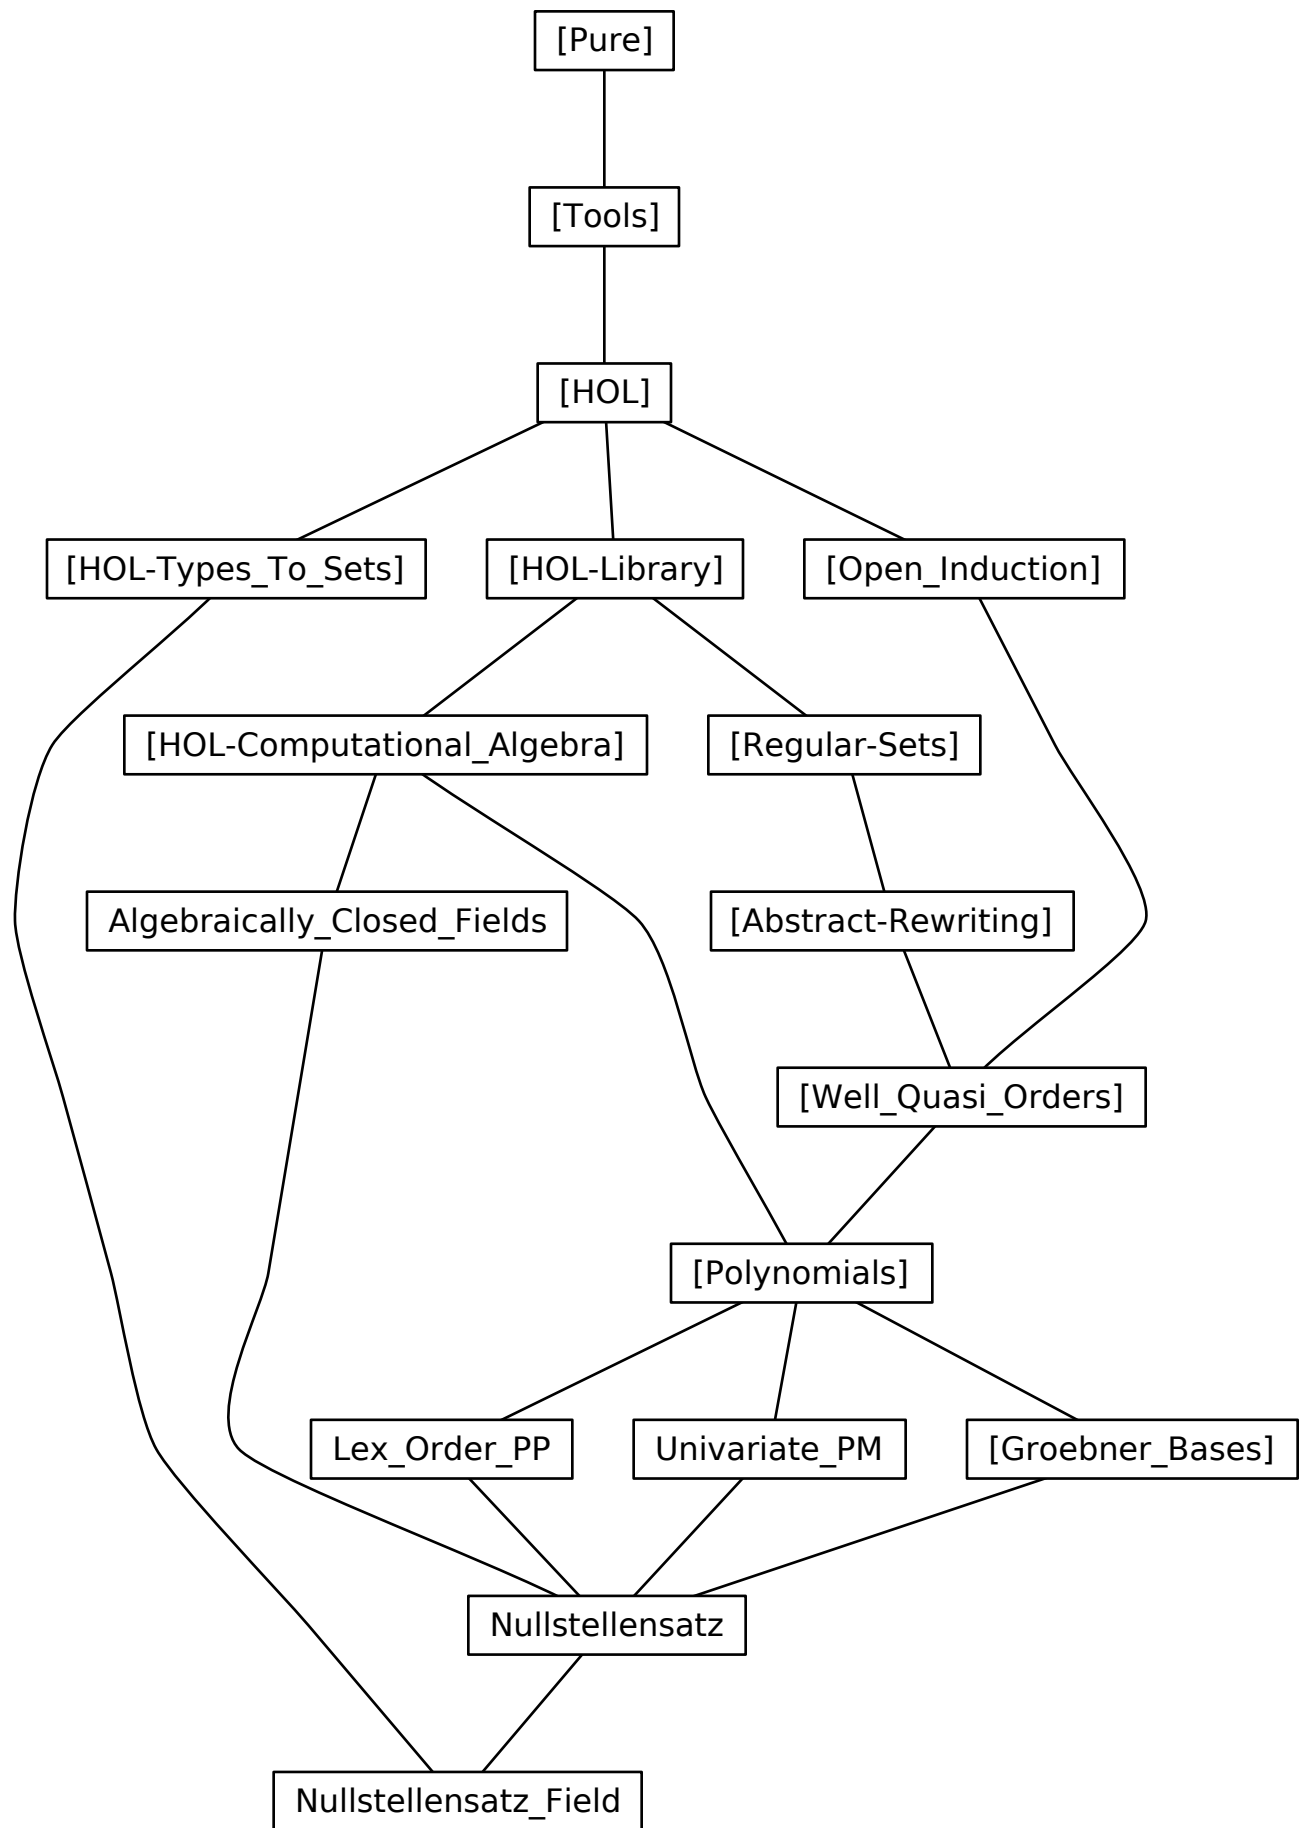 [Pure]
[Tools]
[HOL]
[HOL-Types_To_Sets]
[HOL-Library]
[Open_Induction]
[HOL-Computational_Algebra]
[Regular-Sets]
Algebraically_Closed_Fields
[Abstract-Rewriting]
[Well_Quasi_Orders]
[Polynomials]
Lex_Order_PP
Univariate_PM
[Groebner_Bases]
Nullstellensatz
Nullstellensatz_Field